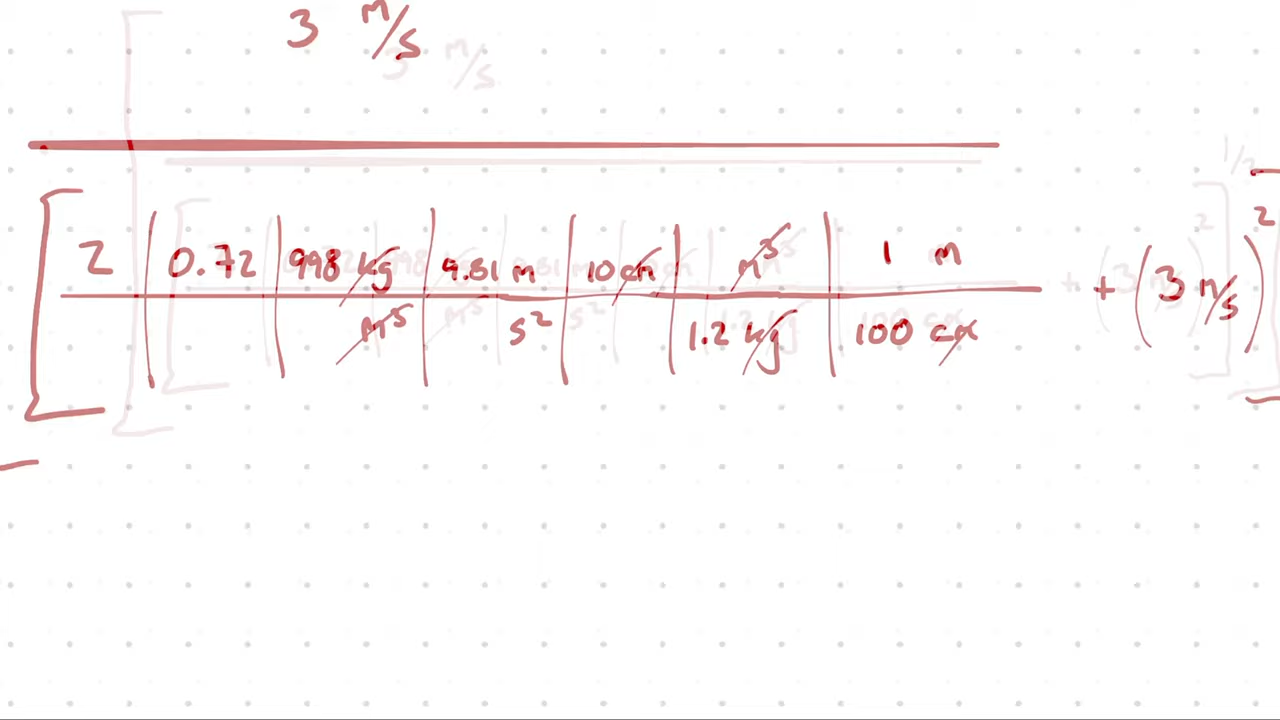 3 m/s
[ 2 | 0.72 | 998 kg | 9.81 m | 10 cm | m³ | 1 m + ( 3 m/s )² ]
m³ | s² | | 1.2 kg | 100 cm